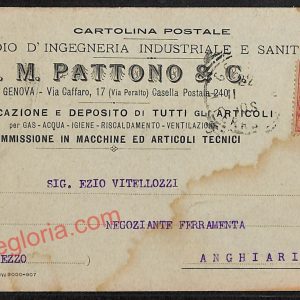 CARTOLINA POSTALE
DIO D'INGEGNERIA INDUSTRIALE E SANIT
. M. PATTONO & C.
GENOVA - Via Caffaro, 17 (Via Peralto) Casella Postale 240
CAZIONE E DEPOSITO DI TUTTI GLI ARTICOLI
per GAS - ACQUA - IGIENE - RISCALDAMENTO - VENTILAZIONE
MMISSIONE IN MACCHINE ED ARTICOLI TECNICI
SIG. EZIO VITELLOZZI
egloria.com
NEGOZIANTE FERRAMENTA
EZZO)
ANGHIARI